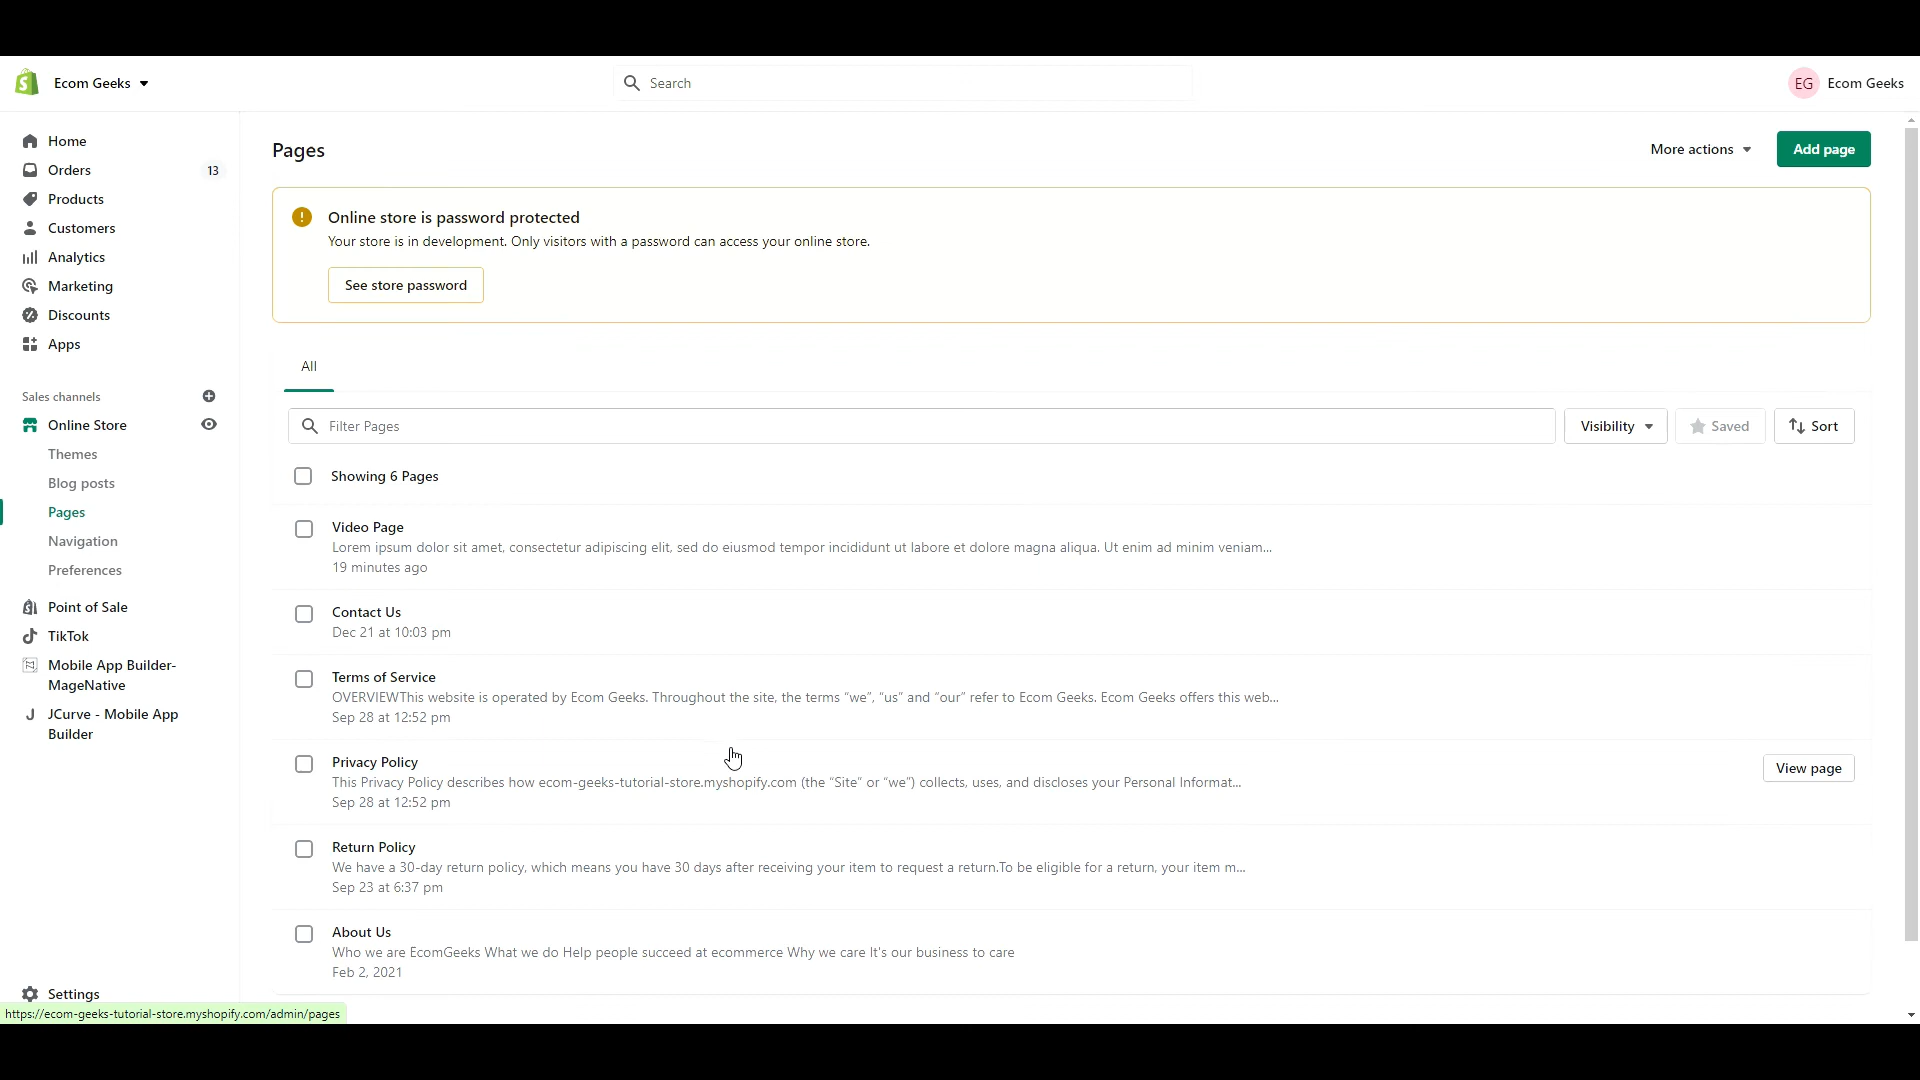 Ecom Geeks
Search
EG Ecom Geeks
Home
Orders 13
Products
Customers
Analytics
Marketing
Discounts
Apps
Sales channels
Online Store
Themes
Blog posts
Pages
Navigation
Preferences
Point of Sale
TikTok
Mobile App Builder-
MageNative
JCurve - Mobile App
Builder
Settings
https://ecom-geeks-tutorial-store.myshopify.com/admin/pages
Pages
More actions
Add page
Online store is password protected
Your store is in development. Only visitors with a password can access your online store.
See store password
All
Filter Pages
Visibility
Saved
Sort
Showing 6 Pages
Video Page
Lorem ipsum dolor sit amet, consectetur adipiscing elit, sed do eiusmod tempor incididunt ut labore et dolore magna aliqua. Ut enim ad minim veniam...
19 minutes ago
Contact Us
Dec 21 at 10:03 pm
Terms of Service
OVERVIEWThis website is operated by Ecom Geeks. Throughout the site, the terms “we”, “us” and “our” refer to Ecom Geeks. Ecom Geeks offers this web...
Sep 28 at 12:52 pm
Privacy Policy
This Privacy Policy describes how ecom-geeks-tutorial-store.myshopify.com (the “Site” or “we”) collects, uses, and discloses your Personal Informat...
Sep 28 at 12:52 pm
View page
Return Policy
We have a 30-day return policy, which means you have 30 days after receiving your item to request a return.To be eligible for a return, your item m...
Sep 23 at 6:37 pm
About Us
Who we are EcomGeeks What we do Help people succeed at ecommerce Why we care It's our business to care
Feb 2, 2021